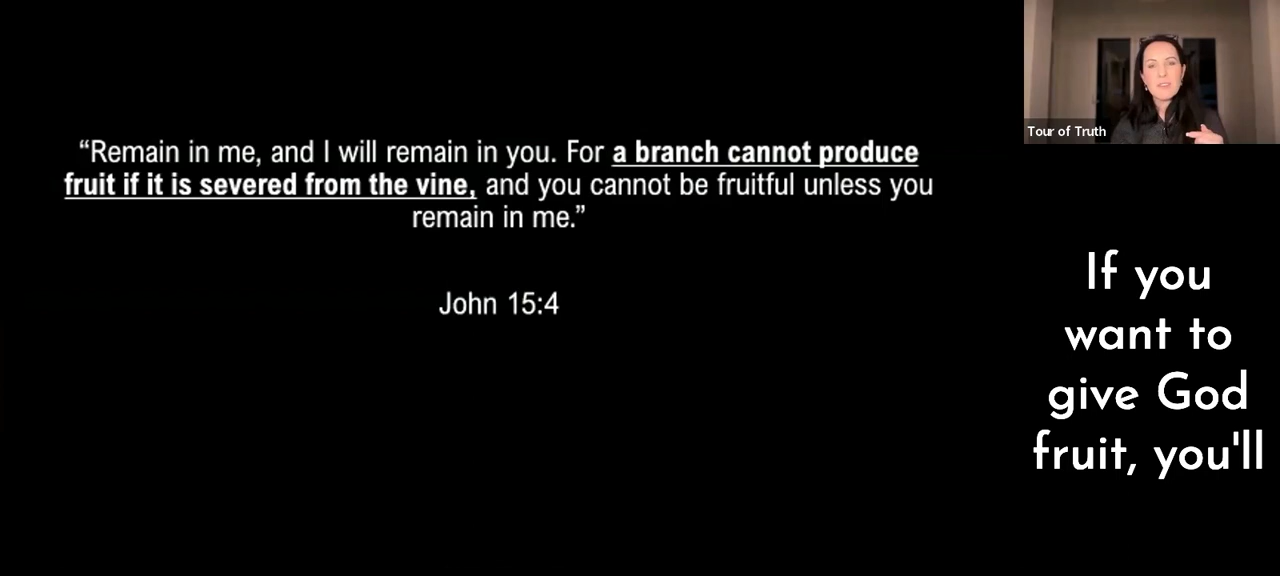 “Remain in me, and I will remain in you. For a branch cannot produce
fruit if it is severed from the vine, and you cannot be fruitful unless you
remain in me.”
John 15:4
Tour of Truth
If you
want to
give God
fruit, you'll